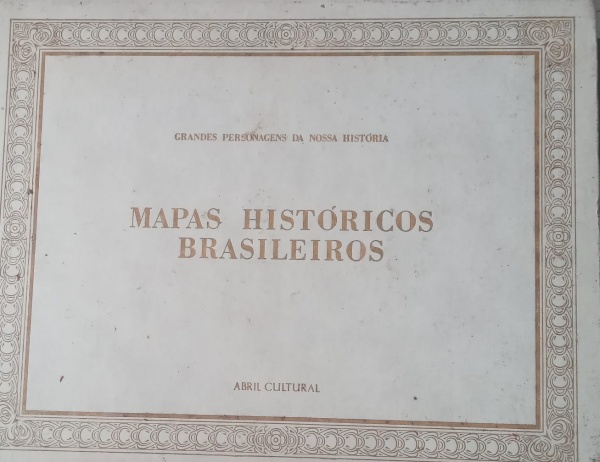 GRANDES PERSONAGENS DA NOSSA HISTÓRIA
MAPAS HISTÓRICOS
BRASILEIROS
ABRIL CULTURAL